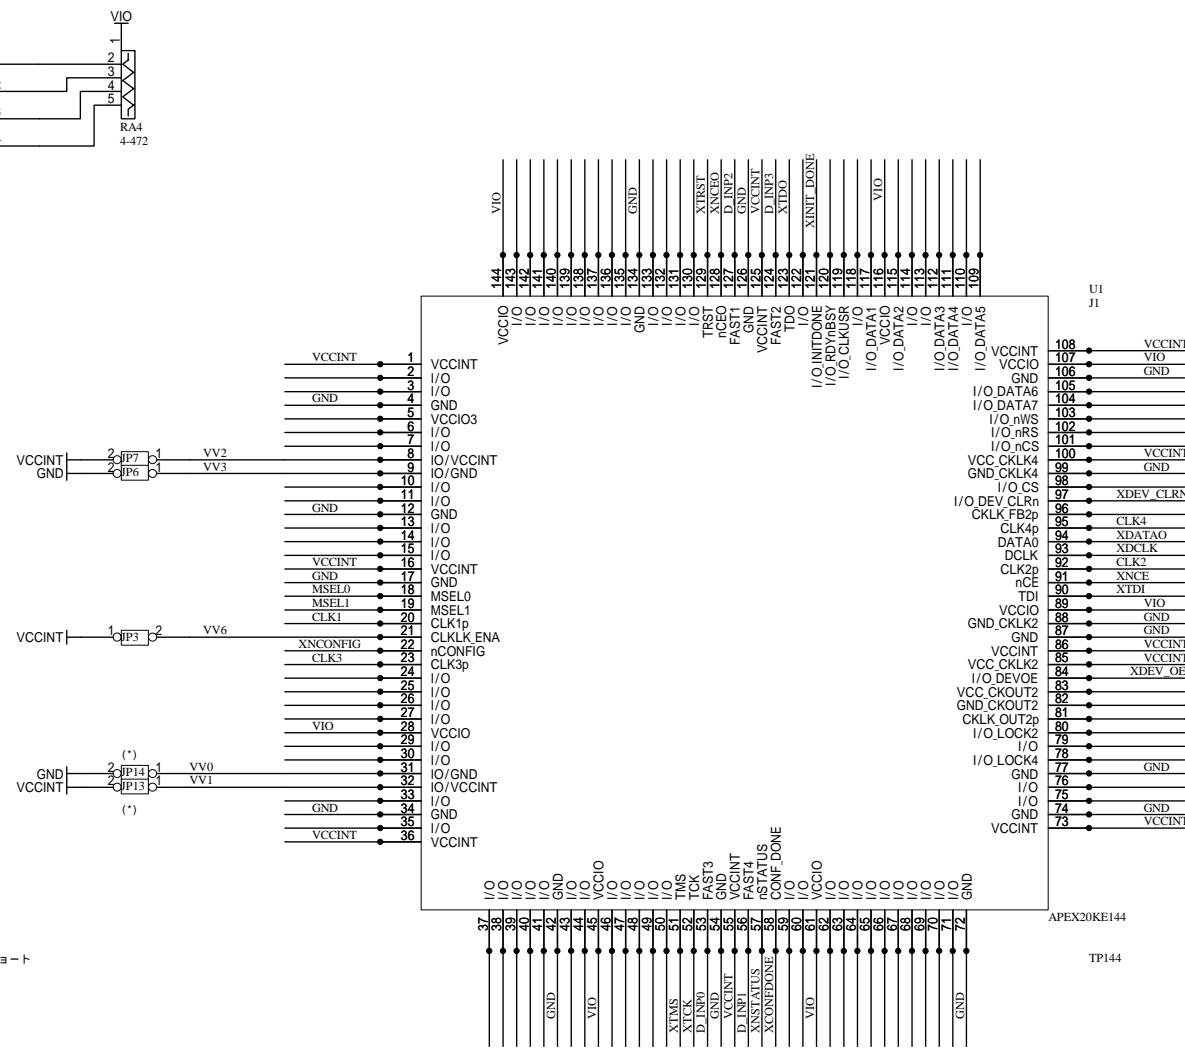 VIO
1
2
3
4
5
RA4
4-472
VIO
GND
XTRST
XNCEO
D_INP2
GND
VCCINT
D_INP3
XTDO
XINIT_DONE
VIO
144
143
142
141
140
139
138
137
136
135
134
133
132
131
130
129
128
127
126
125
124
123
122
121
120
119
118
117
116
115
114
113
112
111
110
109
U1
J1
VCCIO
I/O
I/O
I/O
I/O
I/O
I/O
I/O
I/O
I/O
GND
I/O
I/O
I/O
I/O
TRST
nCEO
FAST1
GND
VCCINT
FAST2
TDO
I/O
I/O_INITDONE
I/O_RDYnBSY
I/O_CLKUSR
I/O
I/O_DATA1
VCCIO
I/O_DATA2
I/O
I/O
I/O_DATA3
I/O_DATA4
I/O
I/O_DATA5
VCCINT 1 VCCINT
2 I/O
3 I/O
GND 4 GND
5 VCCIO3
6 I/O
7 I/O
VCCINT 2 JP7 1 VV2 8 IO/VCCINT
GND 2 JP6 1 VV3 9 IO/GND
10 I/O
11 I/O
GND 12 GND
13 I/O
14 I/O
15 I/O
VCCINT 16 VCCINT
GND 17 GND
MSEL0 18 MSEL0
MSEL1 19 MSEL1
CLK1 20 CLK1p
VCCINT 1 JP3 2 VV6 21 CLKLK_ENA
XNCONFIG 22 nCONFIG
CLK3 23 CLK3p
24 I/O
25 I/O
26 I/O
27 I/O
VIO 28 VCCIO
29 I/O
30 I/O
(*)
GND 2 JP14 1 VV0 31 IO/GND
VCCINT 2 JP13 1 VV1 32 IO/VCCINT
(*)
33 I/O
GND 34 GND
35 I/O
VCCINT 36 VCCINT
VCCINT 108 VCCINT
VCCIO 107 VIO
GND 106 GND
I/O_DATA6 105
I/O_DATA7 104
I/O_nWS 103
I/O_nRS 102
I/O_nCS 101
VCC_CKLK4 100 VCCINT
GND_CKLK4 99 GND
I/O_CS 98
I/O_DEV_CLRn 97 XDEV_CLRN
CKLK_FB2p 96
CLK4p 95 CLK4
DATA0 94 XDATAO
DCLK 93 XDCLK
CLK2p 92 CLK2
nCE 91 XNCE
TDI 90 XTDI
VCCIO 89 VIO
GND_CKLK2 88 GND
GND 87 GND
VCCINT 86 VCCINT
VCC_CKLK2 85 VCCINT
I/O_DEVOE 84 XDEV_OE
VCC_CKOUT2 83
GND_CKOUT2 82
CKLK_OUT2p 81
I/O_LOCK2 80
I/O 79
I/O_LOCK4 78
GND 77 GND
I/O 76
I/O 75
GND 74 GND
VCCINT 73 VCCINT
I/O
I/O
I/O
I/O
I/O
GND
I/O
I/O
VCCIO
I/O
I/O
I/O
I/O
I/O
TMS
TCK
FAST3
GND
VCCINT
FAST4
nSTATUS
CONF_DONE
I/O
I/O
VCCIO
I/O
I/O
I/O
I/O
I/O
I/O
I/O
I/O
I/O
I/O
GND
37
38
39
40
41
42
43
44
45
46
47
48
49
50
51
52
53
54
55
56
57
58
59
60
61
62
63
64
65
66
67
68
69
70
71
72
APEX20KE144
TP144
ョート
GND
VIO
XTMS
XTCK
D_INP0
GND
VCCINT
D_INP1
XNSTATUS
XCONFDONE
VIO
GND